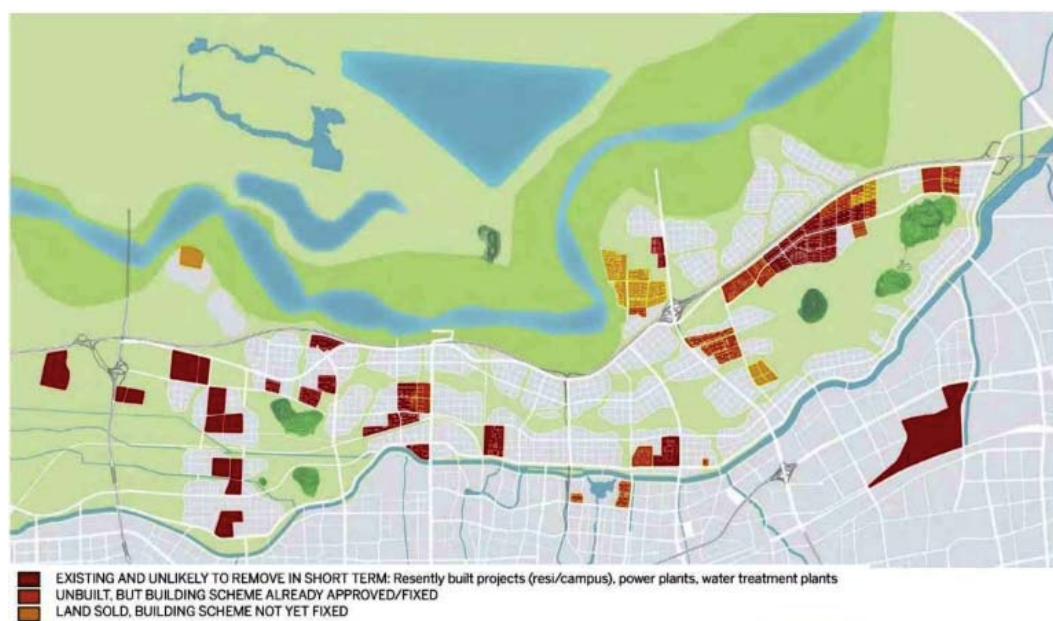 EXISTING AND UNLIKELY TO REMOVE IN SHORT TERM: Resently built projects (resi/campus), power plants, water treatment plants
UNBUILT, BUT BUILDING SCHEME ALREADY APPROVED/FIXED
LAND SOLD, BUILDING SCHEME NOT YET FIXED